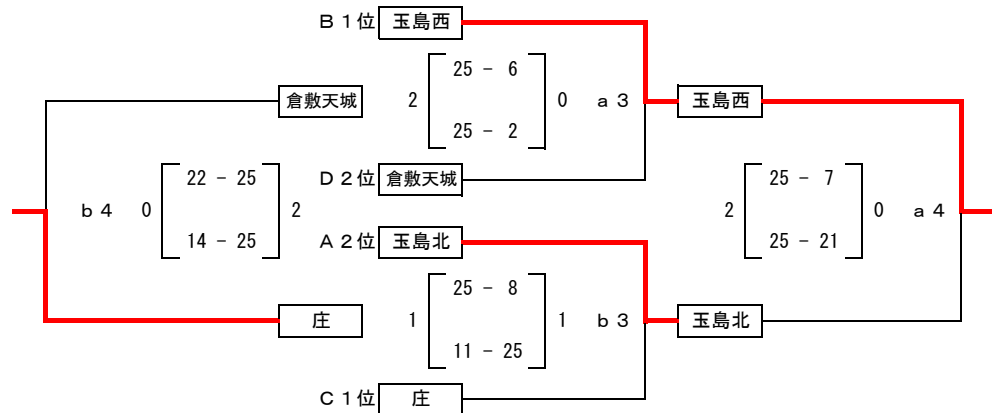 B1位 玉島西
25 - 6
倉敷天城 2 0 a3 玉島西
25 - 2
22 - 25 D2位 倉敷天城 25 - 7
b4 0 2 2 0 a4
14 - 25 A2位 玉島北 25 - 21
25 - 8
庄 1 1 b3 玉島北
11 - 25
C1位 庄